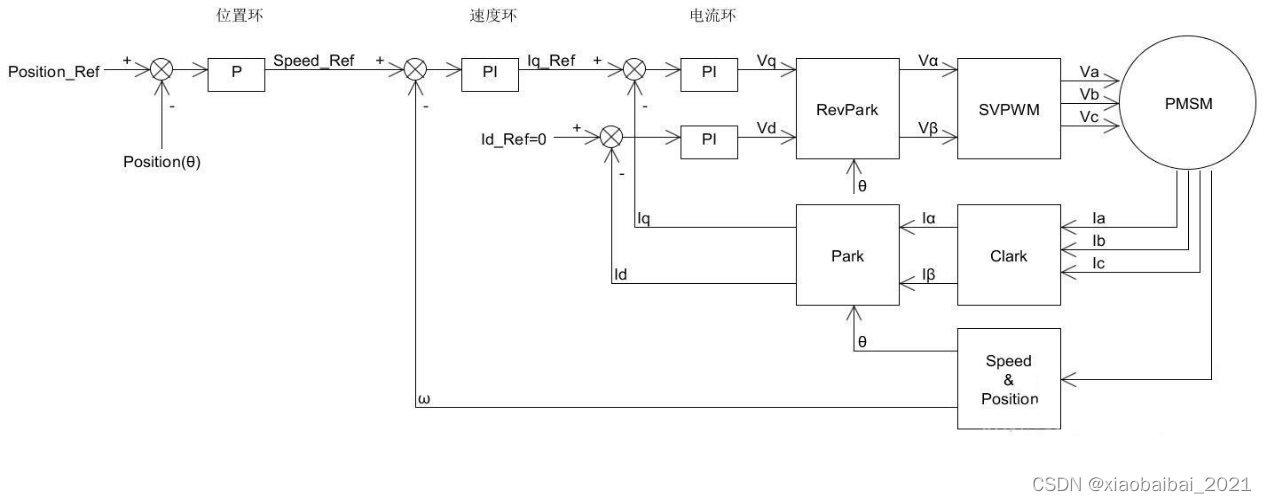 位置环
速度环
电流环
Position_Ref
+
-
Position(θ)
P
Speed_Ref
+
-
PI
Iq_Ref
+
-
PI
Vq
Id_Ref=0
+
-
PI
Vd
RevPark
θ
Vα
Vβ
SVPWM
Va
Vb
Vc
PMSM
Iq
Id
Park
Iα
Iβ
Clark
Ia
Ib
Ic
θ
ω
Speed
&
Position
CSDN @xiaobaibai_2021